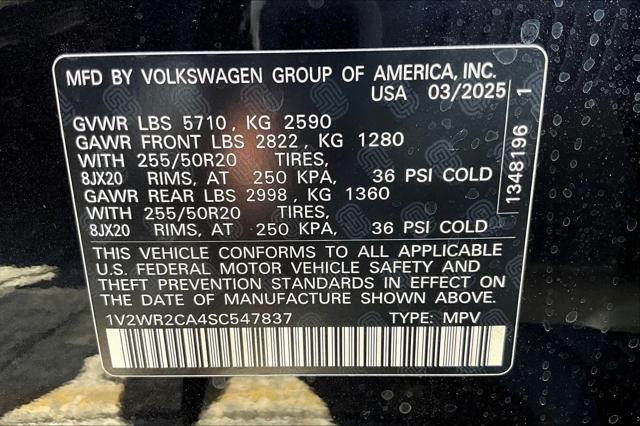 MFD BY VOLKSWAGEN GROUP OF AMERICA, INC.
USA 03/2025
GVWR LBS 5710, KG 2590
GAWR FRONT LBS 2822, KG 1280
WITH 255/50R20 TIRES,
8JX20 RIMS, AT 250 KPA, 36 PSI COLD
GAWR REAR LBS 2998, KG 1360
WITH 255/50R20 TIRES,
8JX20 RIMS, AT 250 KPA, 36 PSI COLD
THIS VEHICLE CONFORMS TO ALL APPLICABLE
U.S. FEDERAL MOTOR VEHICLE SAFETY AND
THEFT PREVENTION STANDARDS IN EFFECT ON
THE DATE OF MANUFACTURE SHOWN ABOVE.
1V2WR2CA4SC547837 TYPE: MPV
1348196 1